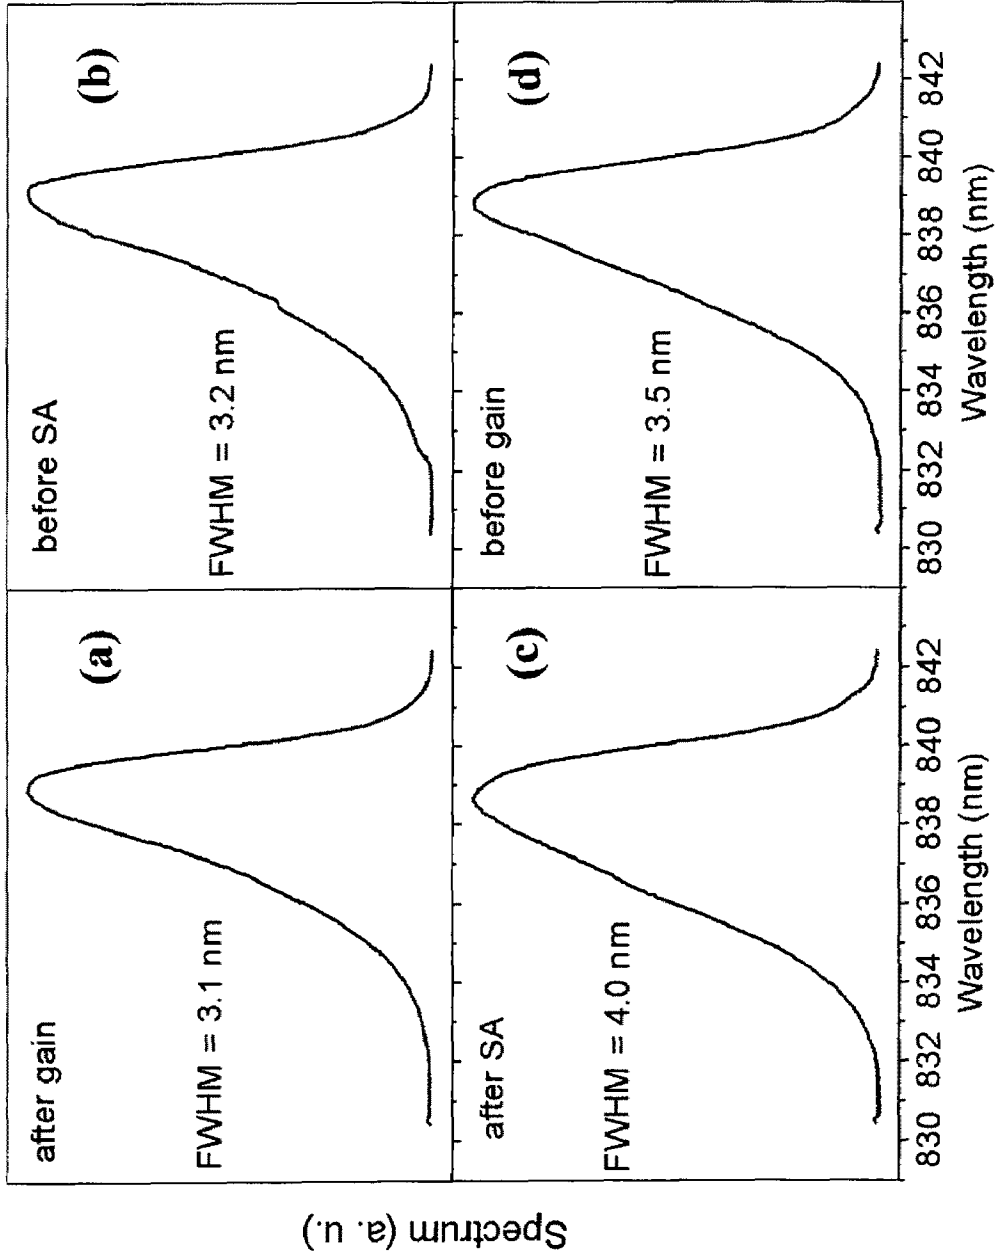 after gain
(a)
FWHM = 3.1 nm
before SA
(b)
FWHM = 3.2 nm
after SA
(c)
FWHM = 4.0 nm
before gain
(d)
FWHM = 3.5 nm
830 832 834 836 838 840 842
830 832 834 836 838 840 842
Wavelength (nm)
Wavelength (nm)
Spectrum (a. u.)